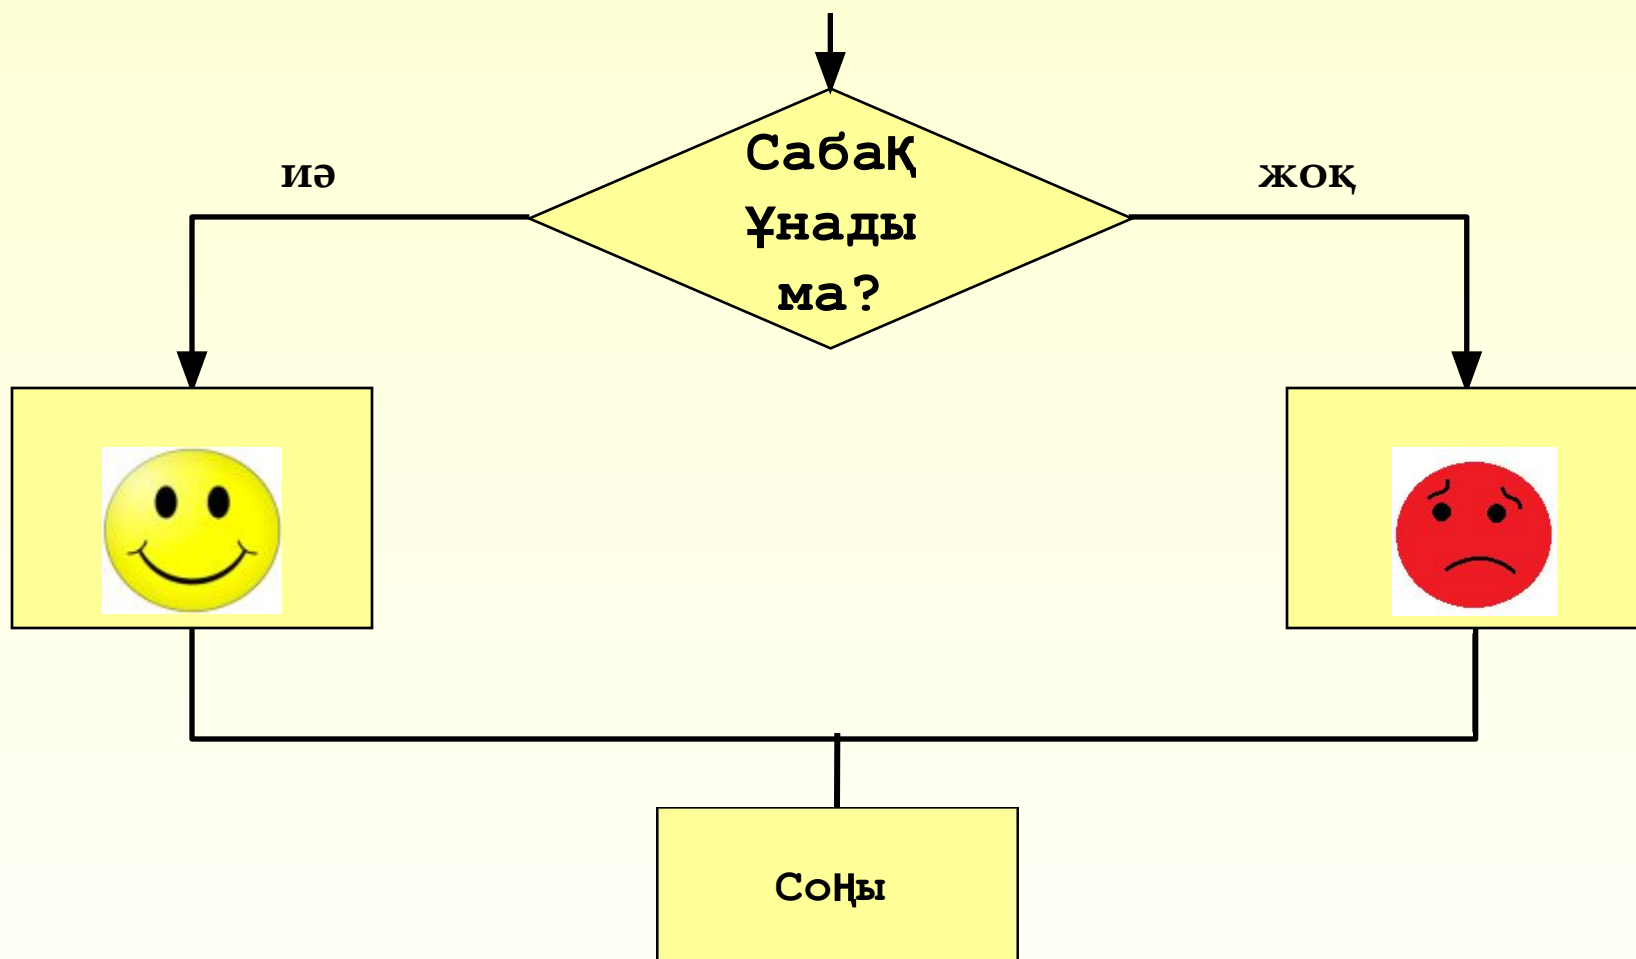 СабаҚ
иә
жоқ
Ұнады
ма?
Соңы